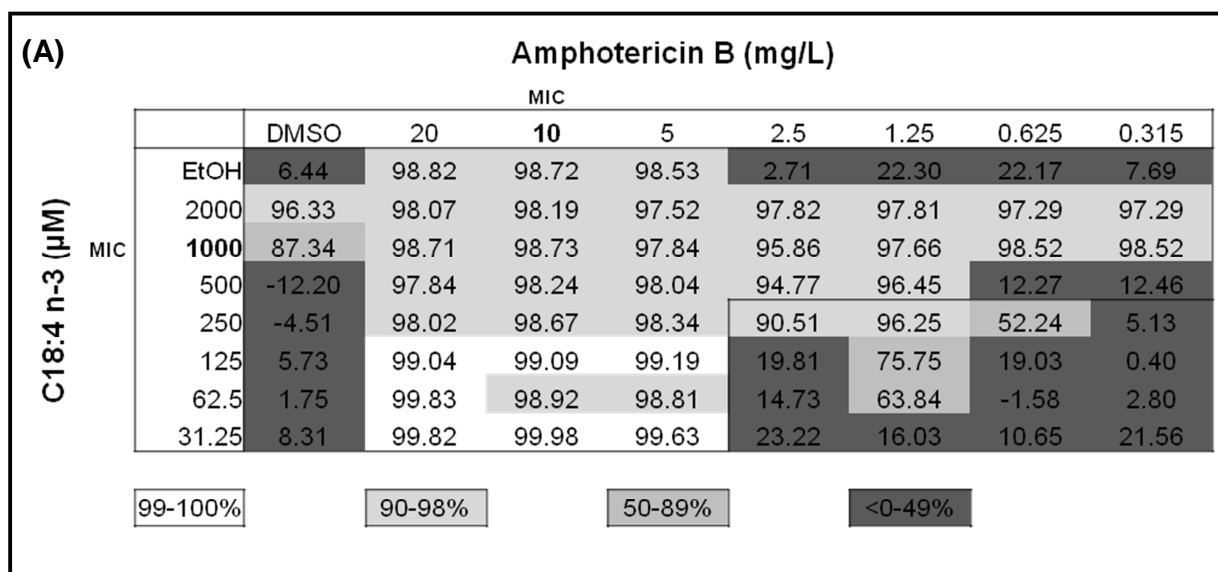 (A)
Amphotericin B (mg/L)
MIC
DMSO 20 10 5 2.5 1.25 0.625 0.315
EtOH 6.44 98.82 98.72 98.53 2.71 22.30 22.17 7.69
2000 96.33 98.07 98.19 97.52 97.82 97.81 97.29 97.29
C18:4 n-3 (µM)
MIC 1000 87.34 98.71 98.73 97.84 95.86 97.66 98.52 98.52
500 -12.20 97.84 98.24 98.04 94.77 96.45 12.27 12.46
250 -4.51 98.02 98.67 98.34 90.51 96.25 52.24 5.13
125 5.73 99.04 99.09 99.19 19.81 75.75 19.03 0.40
62.5 1.75 99.83 98.92 98.81 14.73 63.84 -1.58 2.80
31.25 8.31 99.82 99.98 99.63 23.22 16.03 10.65 21.56
99-100% 90-98% 50-89% <0-49%